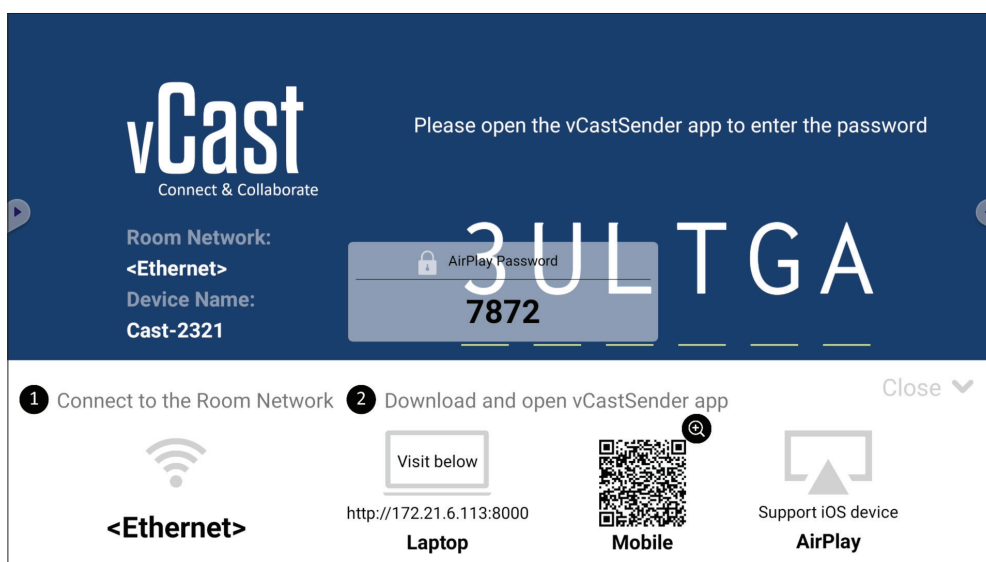 vCast
Connect & Collaborate
Please open the vCastSender app to enter the password
Room Network:
<Ethernet>
Device Name:
Cast-2321
3ULTGA
AirPlay Password
7872
1 Connect to the Room Network
2 Download and open vCastSender app
Close
<Ethernet>
Visit below
http://172.21.6.113:8000
Laptop
Mobile
Support iOS device
AirPlay